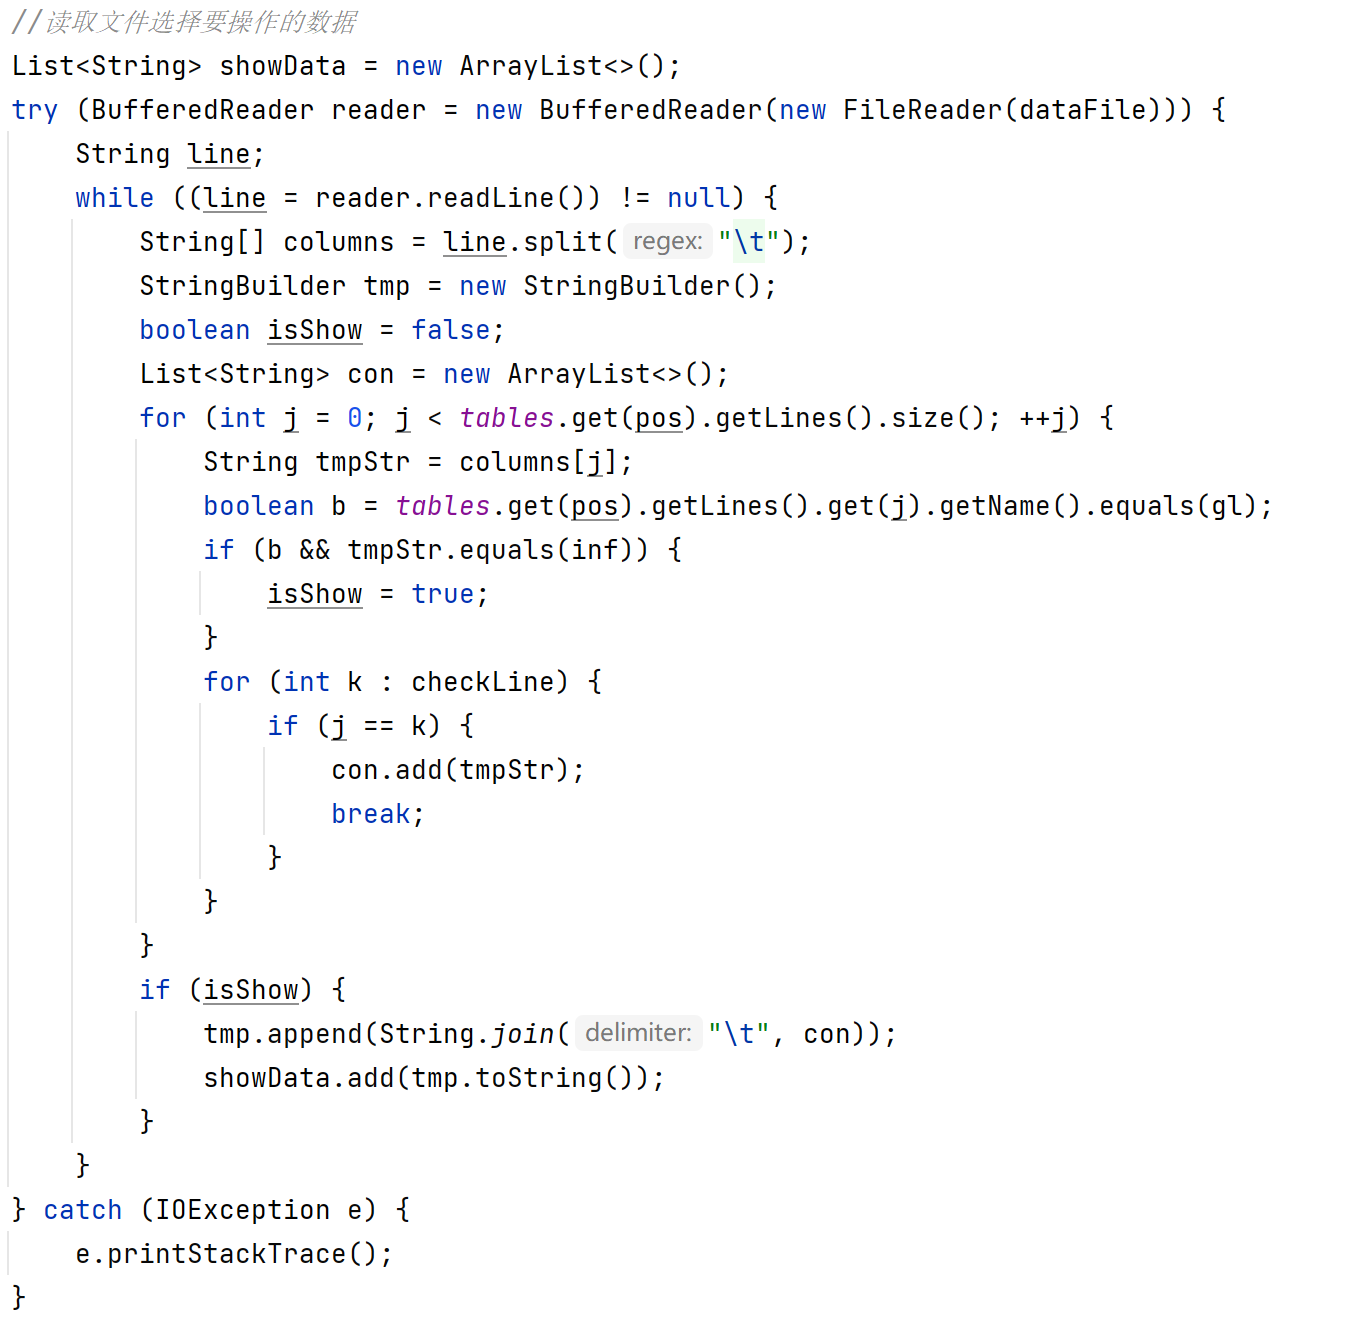 //读取文件选择要操作的数据
List<String> showData = new ArrayList<>();
try (BufferedReader reader = new BufferedReader(new FileReader(dataFile))) {
    String line;
    while ((line = reader.readLine()) != null) {
        String[] columns = line.split( regex: "\t");
        StringBuilder tmp = new StringBuilder();
        boolean isShow = false;
        List<String> con = new ArrayList<>();
        for (int j = 0; j < tables.get(pos).getLines().size(); ++j) {
            String tmpStr = columns[j];
            boolean b = tables.get(pos).getLines().get(j).getName().equals(gl);
            if (b && tmpStr.equals(inf)) {
                isShow = true;
            }
            for (int k : checkLine) {
                if (j == k) {
                    con.add(tmpStr);
                    break;
                }
            }
        }
        if (isShow) {
            tmp.append(String.join( delimiter: "\t", con));
            showData.add(tmp.toString());
        }
    }
} catch (IOException e) {
    e.printStackTrace();
}